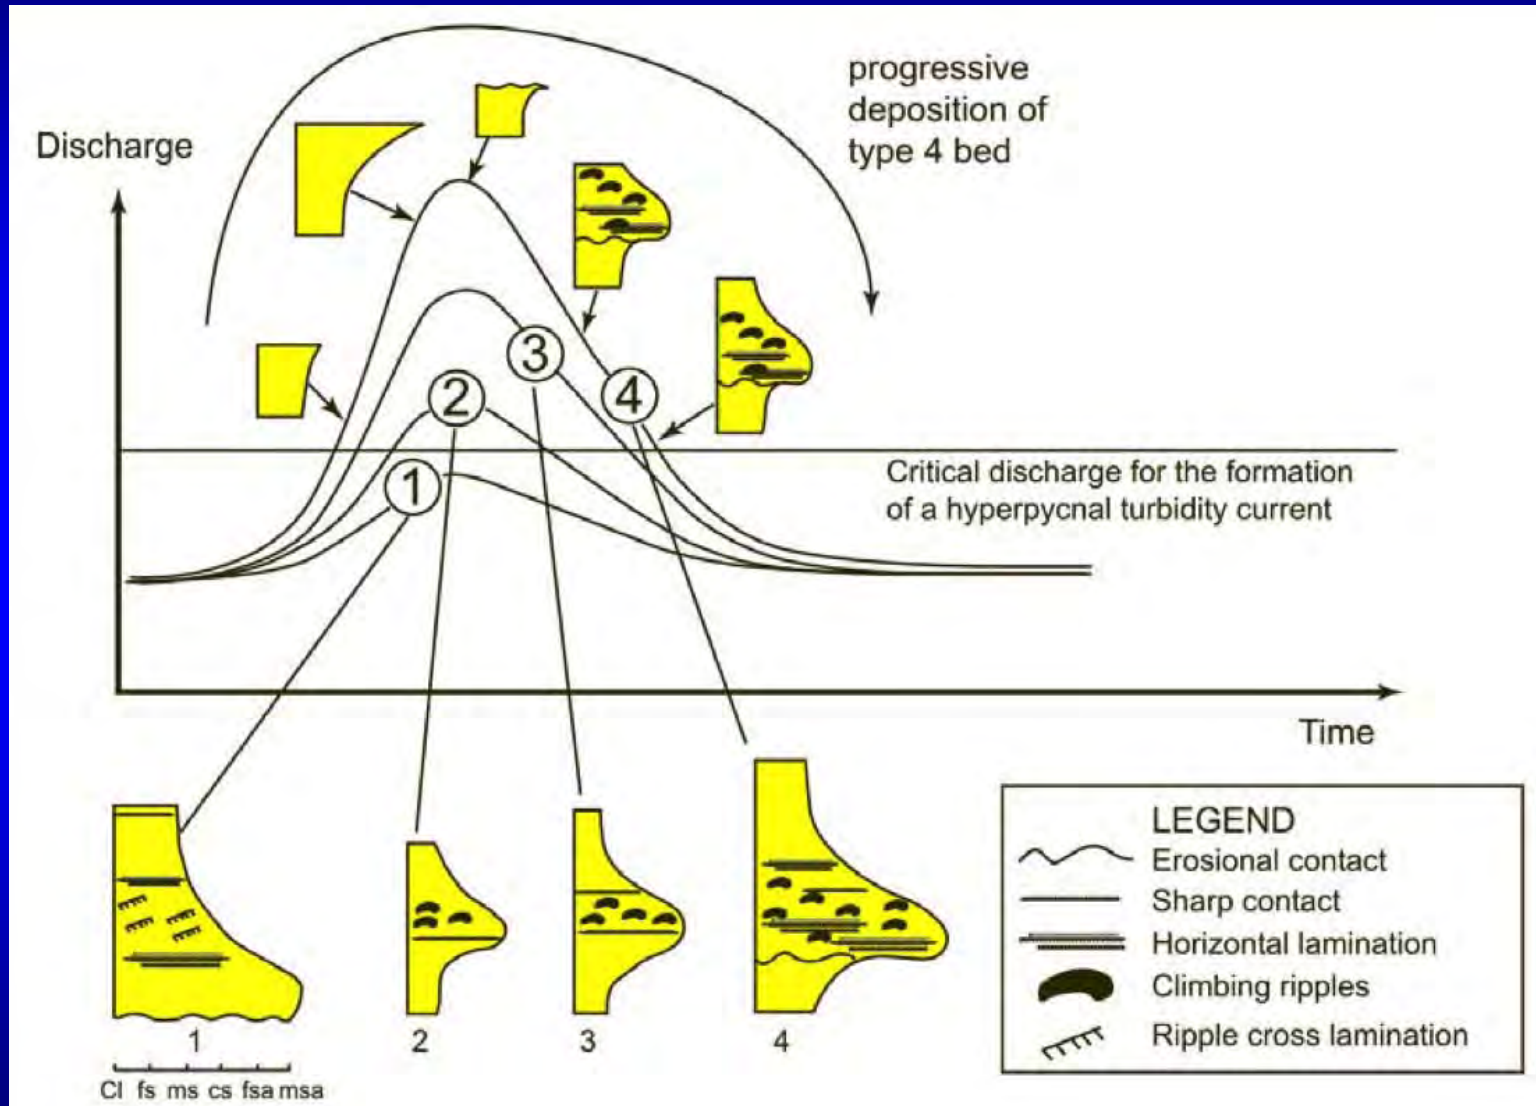 progressive
deposition of
type 4 bed
Discharge
3
2
4
1
Critical discharge for the formation
of a hyperpycnal turbidity current
Time
LEGEND
Erosional contact
Sharp contact
Horizontal lamination
Climbing ripples
Ripple cross lamination
1
2
3
4
Cl fs ms cs fsa msa